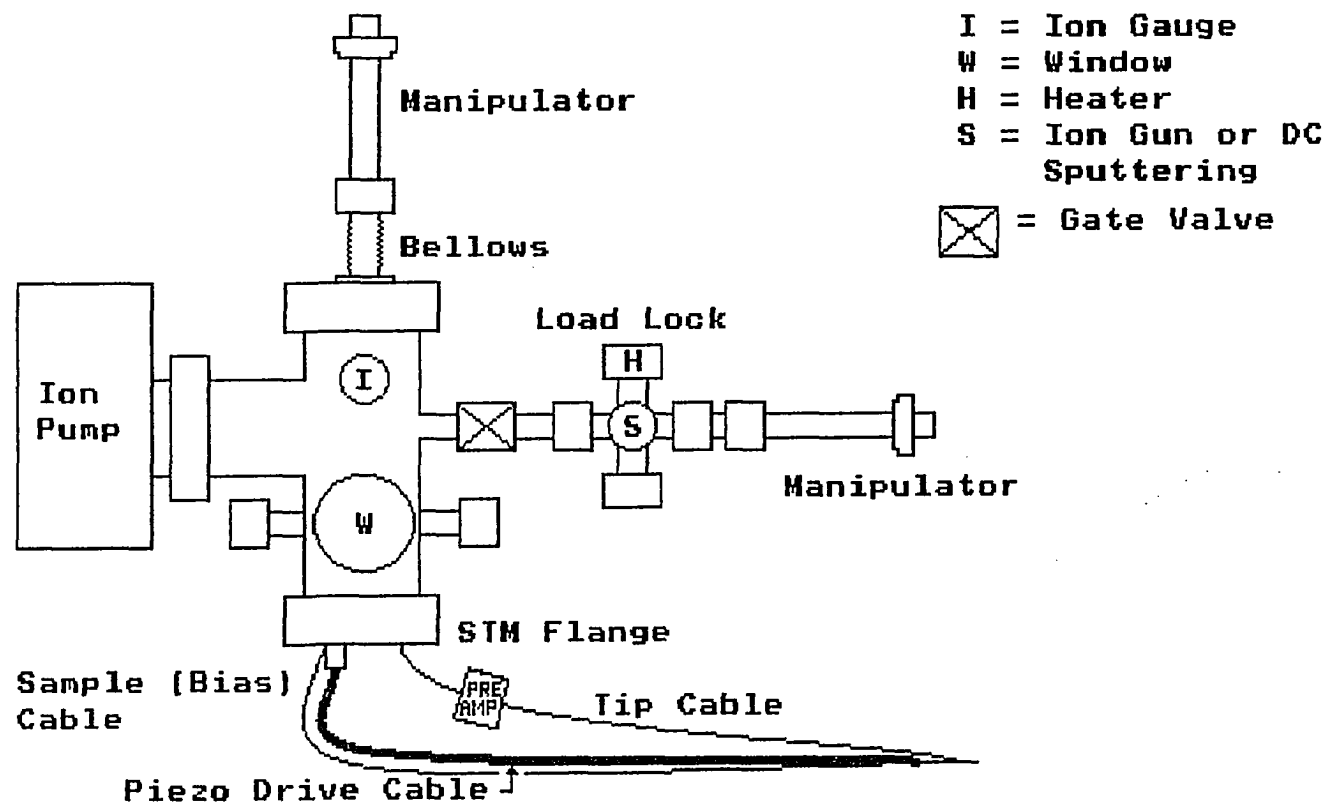 I = Ion Gauge
W = Window
H = Heater
S = Ion Gun or DC
Sputtering
= Gate Valve
Manipulator
Bellows
Load Lock
H
I
Ion
Pump
S
Manipulator
W
STM Flange
Sample (Bias)
Cable
PRE
AMP
Tip Cable
Piezo Drive Cable